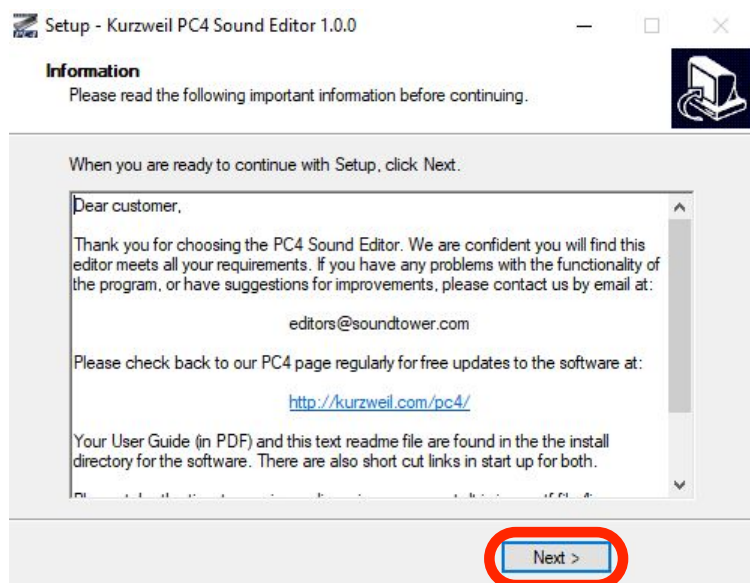 Setup - Kurzweil PC4 Sound Editor 1.0.0
Information
Please read the following important information before continuing.
When you are ready to continue with Setup, click Next.
Dear customer,
Thank you for choosing the PC4 Sound Editor. We are confident you will find this
editor meets all your requirements. If you have any problems with the functionality of
the program, or have suggestions for improvements, please contact us by email at:
editors@soundtower.com
Please check back to our PC4 page regularly for free updates to the software at:
http://kurzweil.com/pc4/
Your User Guide (in PDF) and this text readme file are found in the the install
directory for the software. There are also short cut links in start up for both.
Next >